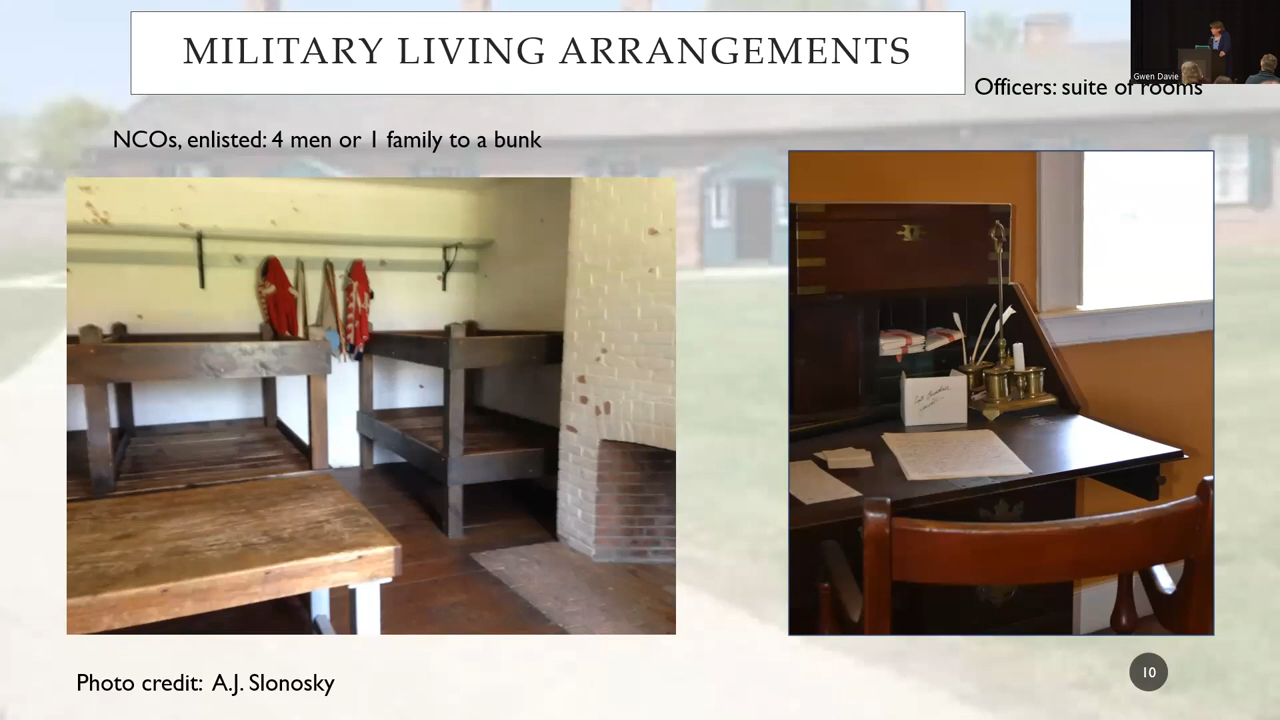 MILITARY LIVING ARRANGEMENTS
Gwen Davie
Officers: suite of rooms
NCOs, enlisted: 4 men or 1 family to a bunk
Photo credit: A.J. Slonosky
10